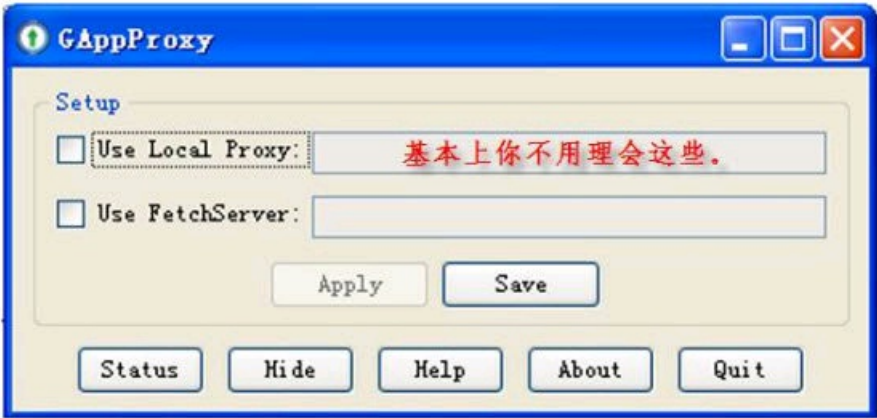 GAppProxy
Setup
Use Local Proxy: 基本上你不用理会这些。
Use FetchServer:
Apply Save
Status Hide Help About Quit